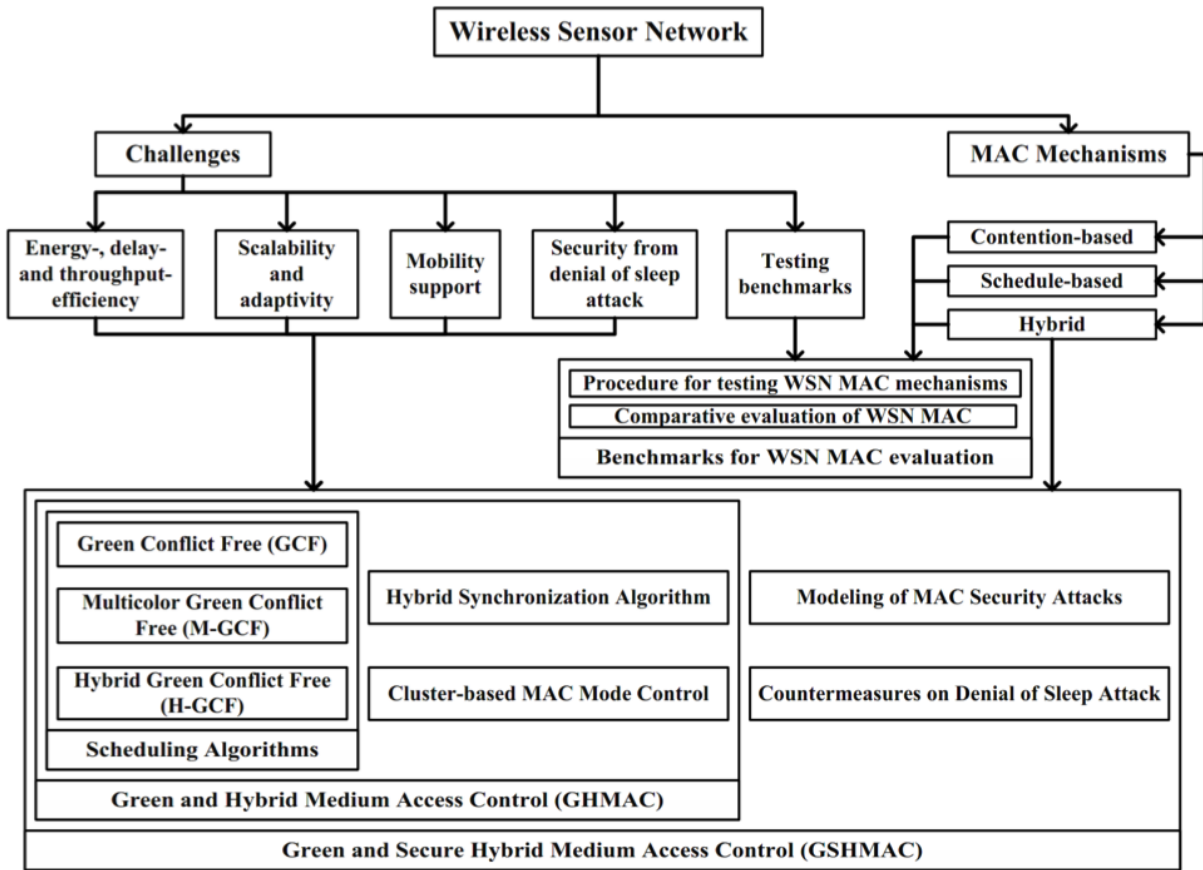 Wireless Sensor Network
Challenges
MAC Mechanisms
Energy-, delay-
and throughput-
efficiency
Scalability
and
adaptivity
Mobility
support
Security from
denial of sleep
attack
Testing
benchmarks
Contention-based
Schedule-based
Hybrid
Procedure for testing WSN MAC mechanisms
Comparative evaluation of WSN MAC
Benchmarks for WSN MAC evaluation
Green Conflict Free (GCF)
Multicolor Green Conflict
Free (M-GCF)
Hybrid Green Conflict Free
(H-GCF)
Scheduling Algorithms
Hybrid Synchronization Algorithm
Cluster-based MAC Mode Control
Green and Hybrid Medium Access Control (GHMAC)
Modeling of MAC Security Attacks
Countermeasures on Denial of Sleep Attack
Green and Secure Hybrid Medium Access Control (GSHMAC)